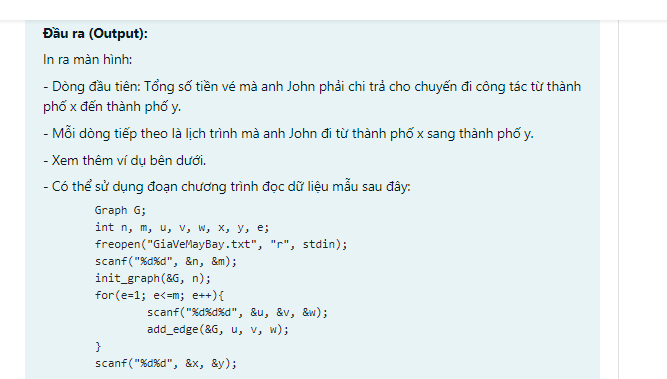 Đầu ra (Output):
In ra màn hình:
- Dòng đầu tiên: Tổng số tiền vé mà anh John phải chi trả cho chuyến đi công tác từ thành
phố x đến thành phố y.
- Mỗi dòng tiếp theo là lịch trình mà anh John đi từ thành phố x sang thành phố y.
- Xem thêm ví dụ bên dưới.
- Có thể sử dụng đoạn chương trình đọc dữ liệu mẫu sau đây:
Graph G;
int n, m, u, v, w, x, y, e;
freopen("GiaVeMayBay.txt", "r", stdin);
scanf("%d%d", &n, &m);
init_graph(&G, n);
for(e=1; e<=m; e++){
scanf("%d%d%d", &u, &v, &w);
add_edge(&G, u, v, w);
}
scanf("%d%d", &x, &y);